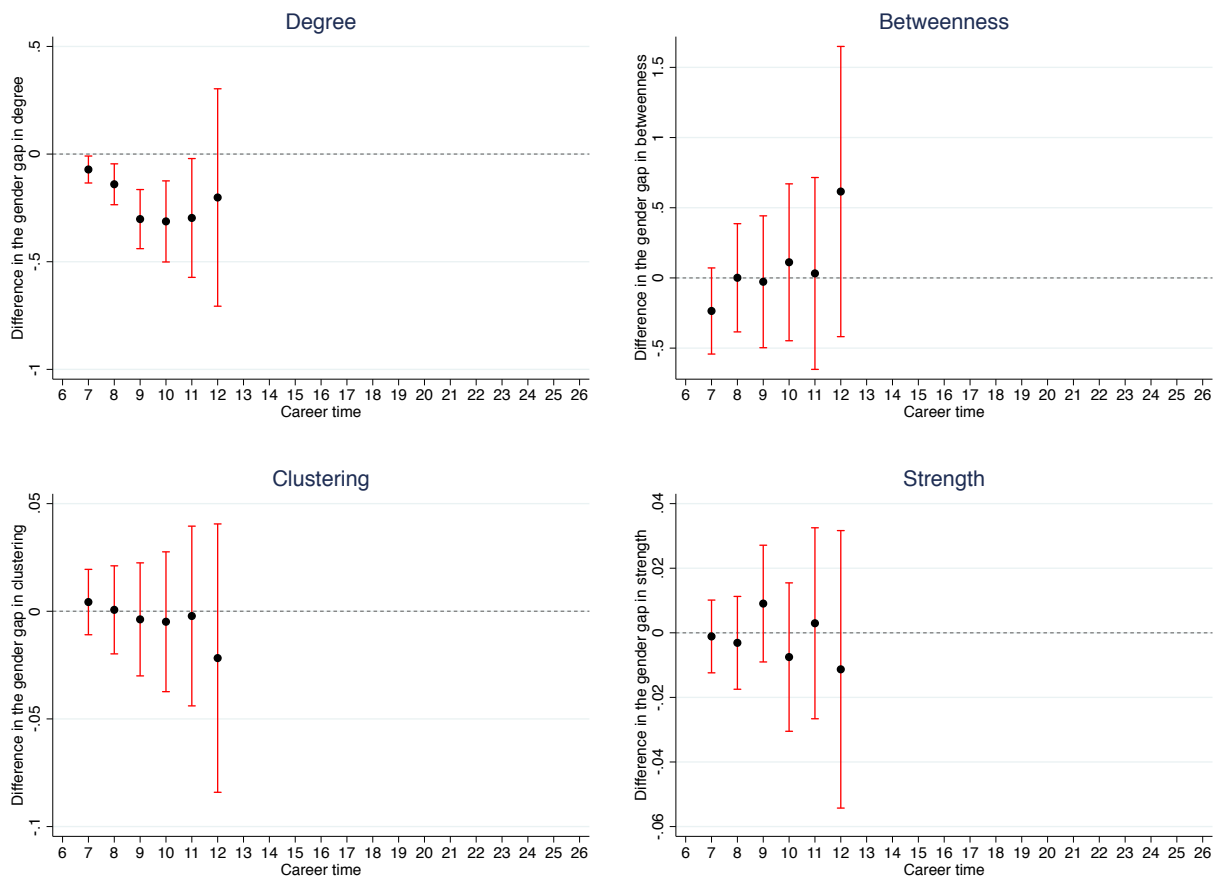 Degree
Difference in the gender gap in degree
.5
0
-.5
-1
6 7 8 9 10 11 12 13 14 15 16 17 18 19 20 21 22 23 24 25 26
Career time
Betweenness
Difference in the gender gap in betweenness
1.5
1
.5
0
-.5
6 7 8 9 10 11 12 13 14 15 16 17 18 19 20 21 22 23 24 25 26
Career time
Clustering
Difference in the gender gap in clustering
.05
0
-.05
-.1
6 7 8 9 10 11 12 13 14 15 16 17 18 19 20 21 22 23 24 25 26
Career time
Strength
Difference in the gender gap in strength
.04
.02
0
-.02
-.04
-.06
6 7 8 9 10 11 12 13 14 15 16 17 18 19 20 21 22 23 24 25 26
Career time